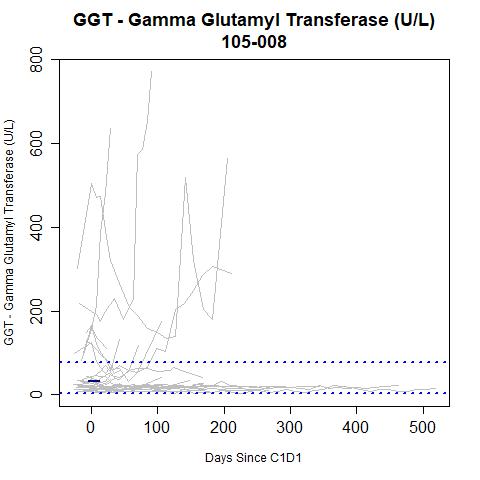 GGT - Gamma Glutamyl Transferase (U/L)
105-008
GGT - Gamma Glutamyl Transferase (U/L)
800
600
400
200
0
0 100 200 300 400 500
Days Since C1D1